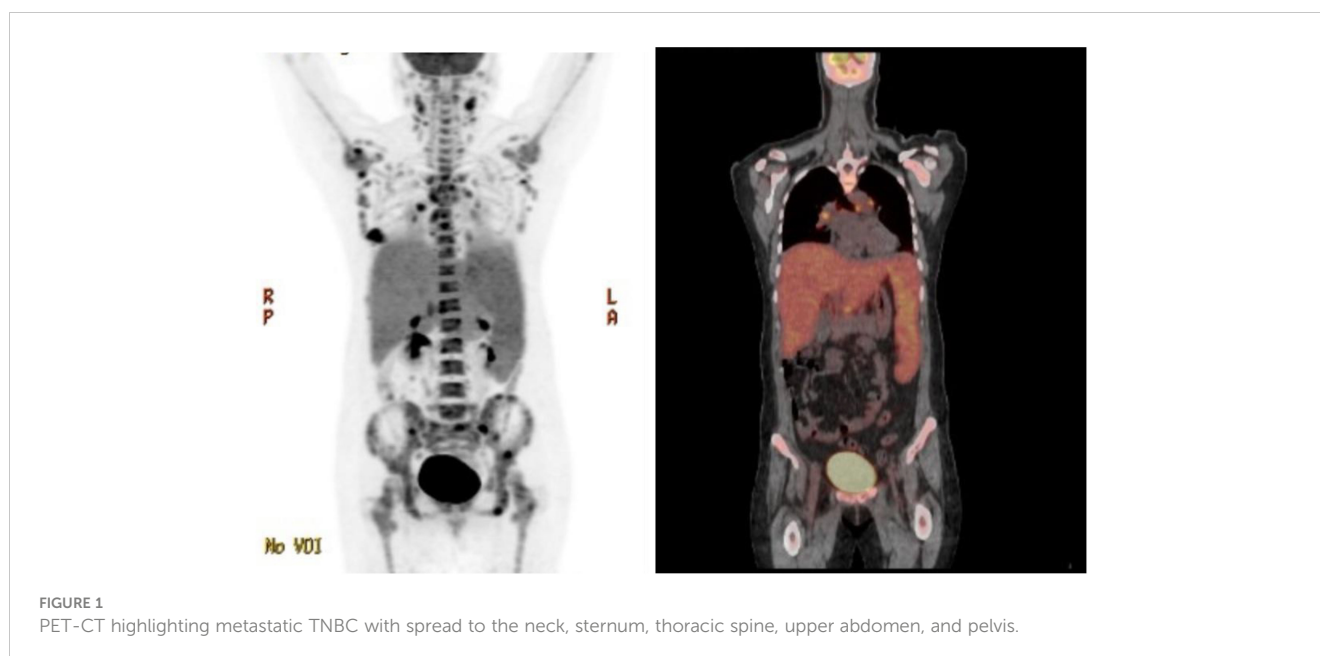 R
P
L
A
No VOI
FIGURE 1
PET-CT highlighting metastatic TNBC with spread to the neck, sternum, thoracic spine, upper abdomen, and pelvis.